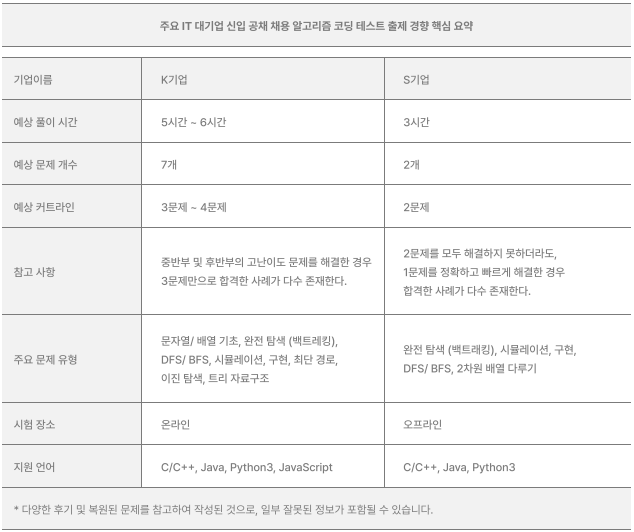 주요 IT 대기업 신입 공채 채용 알고리즘 코딩 테스트 출제 경향 핵심 요약
기업이름
K기업
S기업
예상 풀이 시간
5시간 ~ 6시간
3시간
예상 문제 개수
7개
2개
예상 커트라인
3문제 ~ 4문제
2문제
참고 사항
중반부 및 후반부의 고난이도 문제를 해결한 경우
3문제만으로 합격한 사례가 다수 존재한다.
2문제를 모두 해결하지 못하더라도,
1문제를 정확하고 빠르게 해결한 경우
합격한 사례가 다수 존재한다.
주요 문제 유형
문자열/ 배열 기초, 완전 탐색 (백트레킹),
DFS/ BFS, 시뮬레이션, 구현, 최단 경로,
이진 탐색, 트리 자료구조
완전 탐색 (백트래킹), 시뮬레이션, 구현,
DFS/ BFS, 2차원 배열 다루기
시험 장소
온라인
오프라인
지원 언어
C/C++, Java, Python3, JavaScript
C/C++, Java, Python3
* 다양한 후기 및 복원된 문제를 참고하여 작성된 것으로, 일부 잘못된 정보가 포함될 수 있습니다.